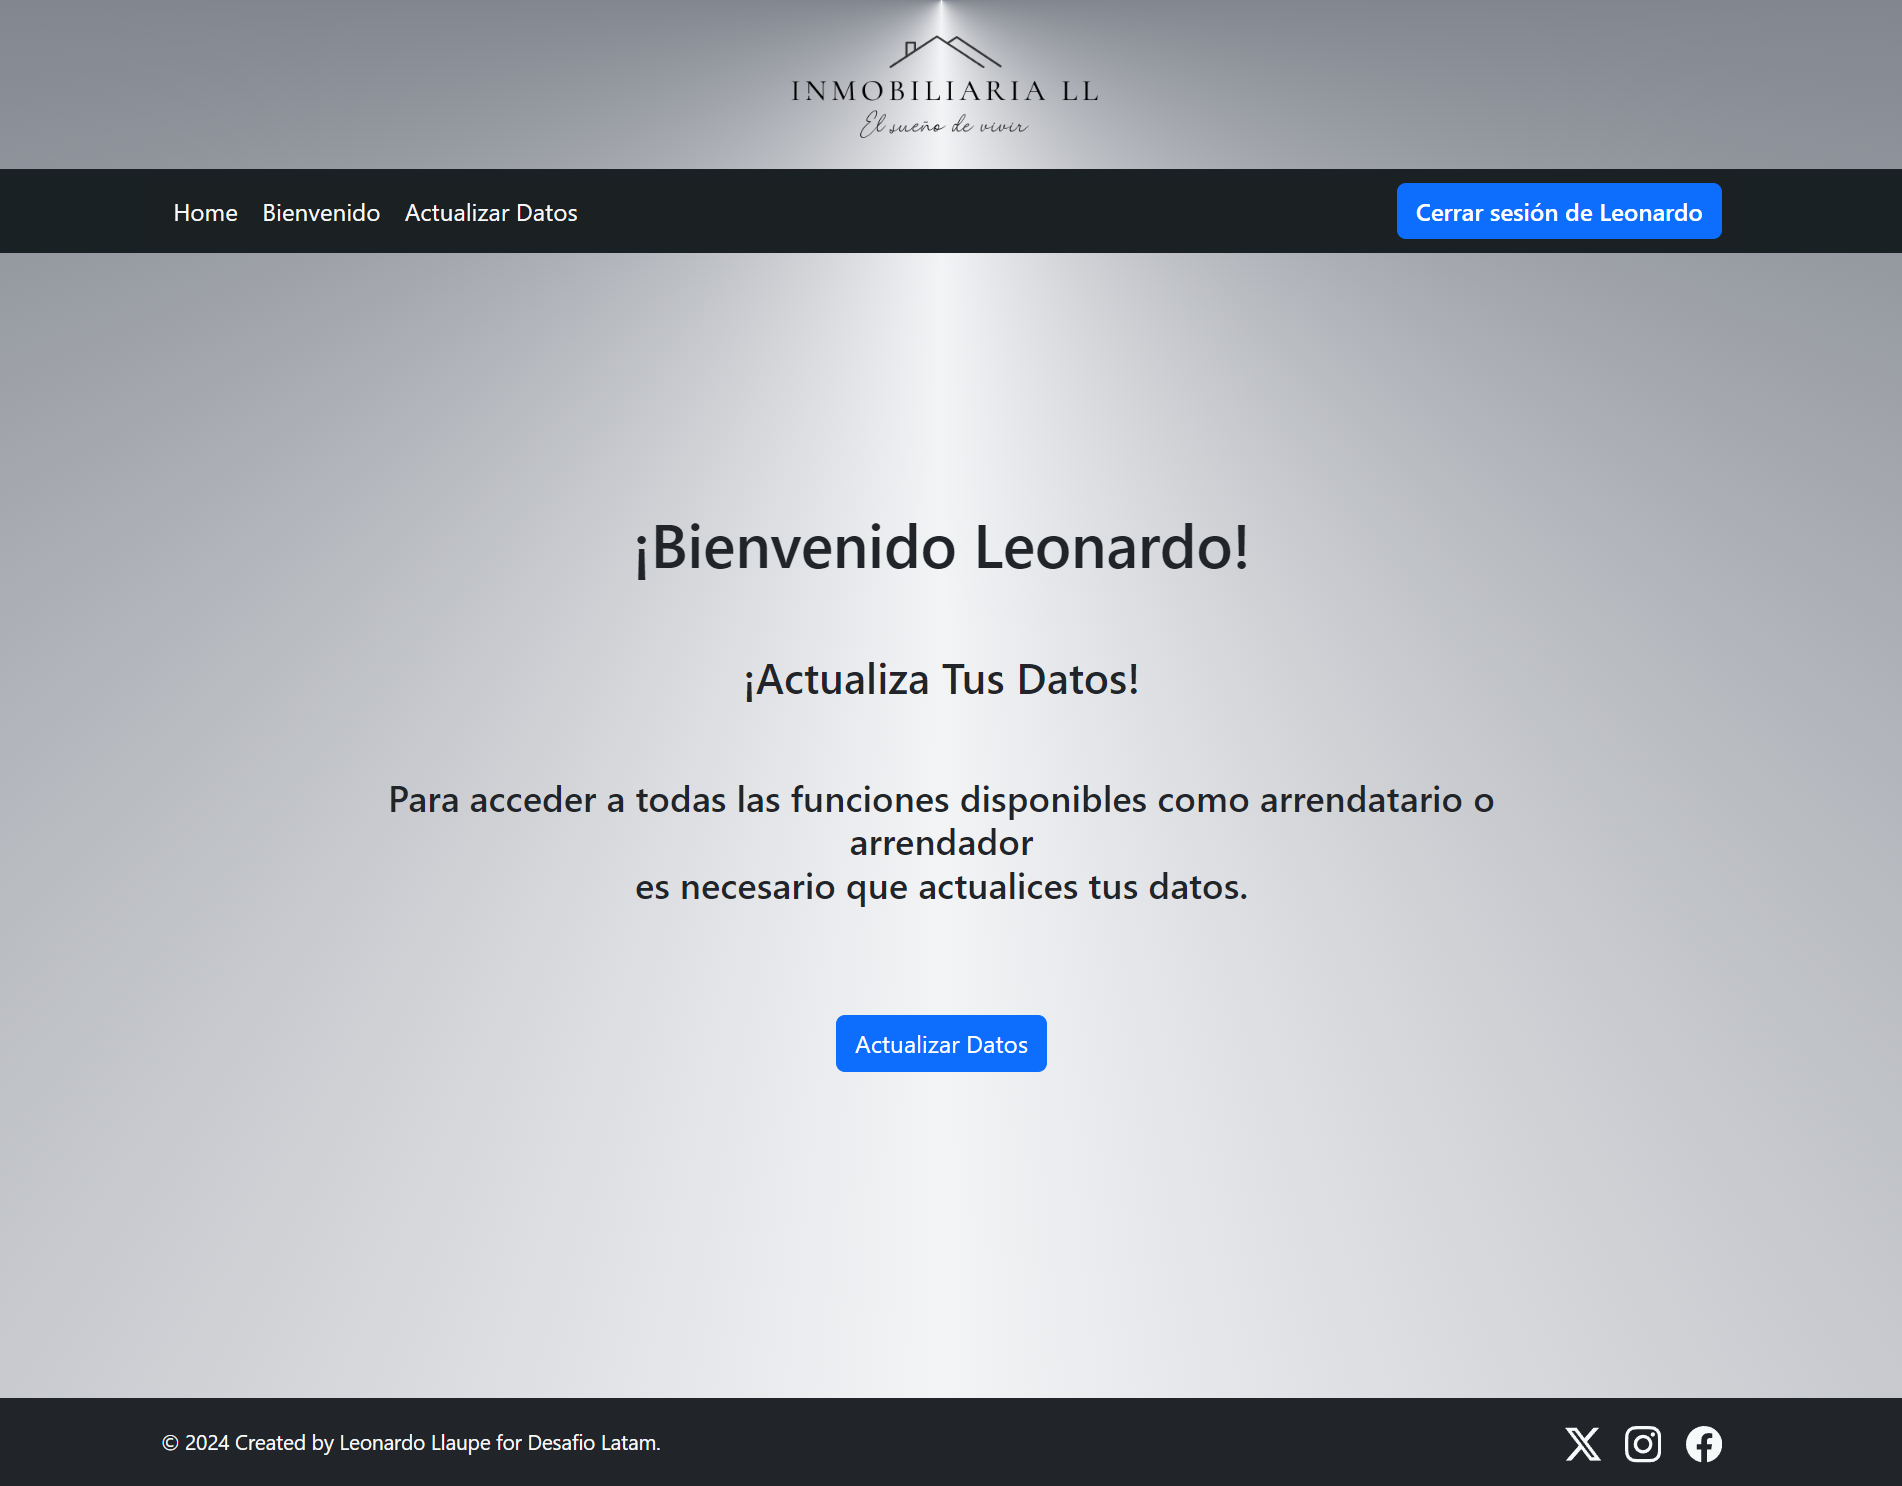 INMOBILIARIA LL
El sueño de vivir
Home Bienvenido Actualizar Datos Cerrar sesión de Leonardo
¡Bienvenido Leonardo!
¡Actualiza Tus Datos!
Para acceder a todas las funciones disponibles como arrendatario o
arrendador
es necesario que actualices tus datos.
Actualizar Datos
© 2024 Created by Leonardo Llaupe for Desafio Latam.